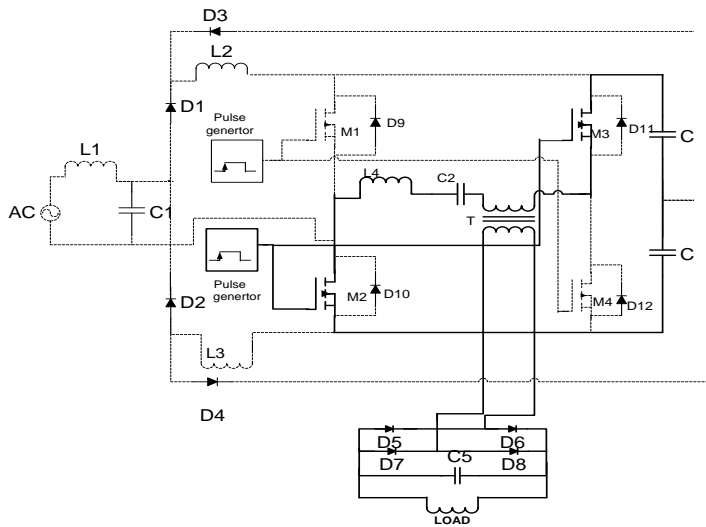 D3
L2
D1
Pulse
genertor
M1
D9
M3
D11
C
L1
L4
C2
AC
C1
T
C
D2
Pulse
genertor
M2
D10
M4
D12
L3
D4
D5
D6
D7
C5
D8
LOAD